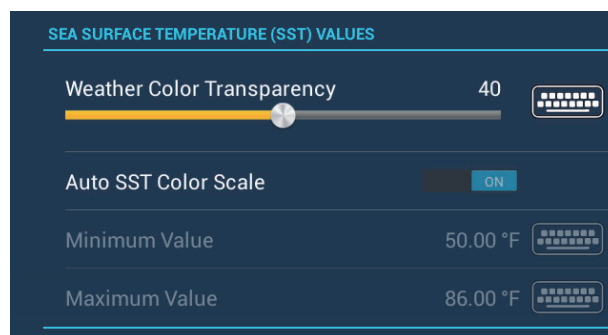 SEA SURFACE TEMPERATURE (SST) VALUES
Weather Color Transparency 40
Auto SST Color Scale ON
Minimum Value 50.00 °F
Maximum Value 86.00 °F